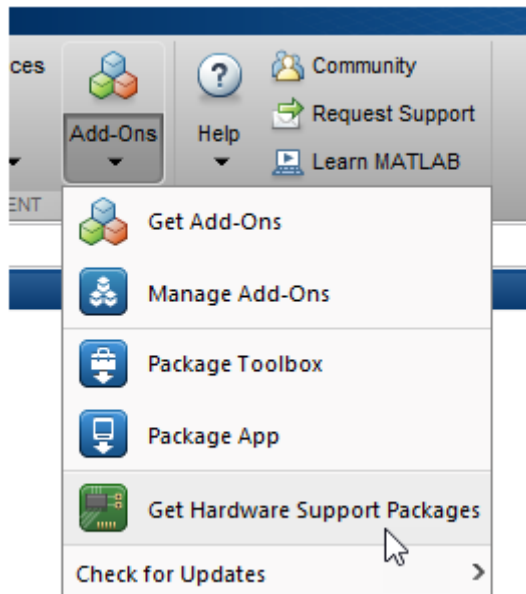 ces
Community
Request Support
Add-Ons
Help
Learn MATLAB
ENT
Get Add-Ons
Manage Add-Ons
Package Toolbox
Package App
Get Hardware Support Packages
Check for Updates